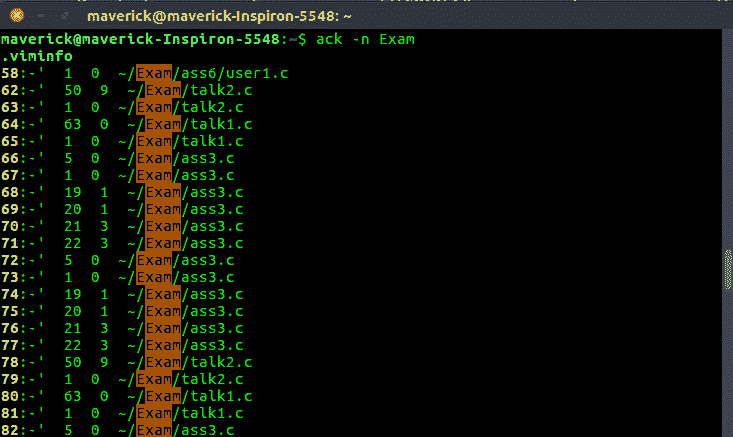 maverick@maverick-Inspiron-5548: ~
maverick@maverick-Inspiron-5548:~$ ack -n Exam
.viminfo
58:-'  1  0  ~/Exam/ass6/user1.c
62:-'  50  9  ~/Exam/talk2.c
63:-'  1  0  ~/Exam/talk2.c
64:-'  63  0  ~/Exam/talk1.c
65:-'  1  0  ~/Exam/talk1.c
66:-'  5  0  ~/Exam/ass3.c
67:-'  1  0  ~/Exam/ass3.c
68:-'  19  1  ~/Exam/ass3.c
69:-'  20  1  ~/Exam/ass3.c
70:-'  21  3  ~/Exam/ass3.c
71:-'  22  3  ~/Exam/ass3.c
72:-'  5  0  ~/Exam/ass3.c
73:-'  1  0  ~/Exam/ass3.c
74:-'  19  1  ~/Exam/ass3.c
75:-'  20  1  ~/Exam/ass3.c
76:-'  21  3  ~/Exam/ass3.c
77:-'  22  3  ~/Exam/ass3.c
78:-'  50  9  ~/Exam/talk2.c
79:-'  1  0  ~/Exam/talk2.c
80:-'  63  0  ~/Exam/talk1.c
81:-'  1  0  ~/Exam/talk1.c
82:-'  5  0  ~/Exam/ass3.c